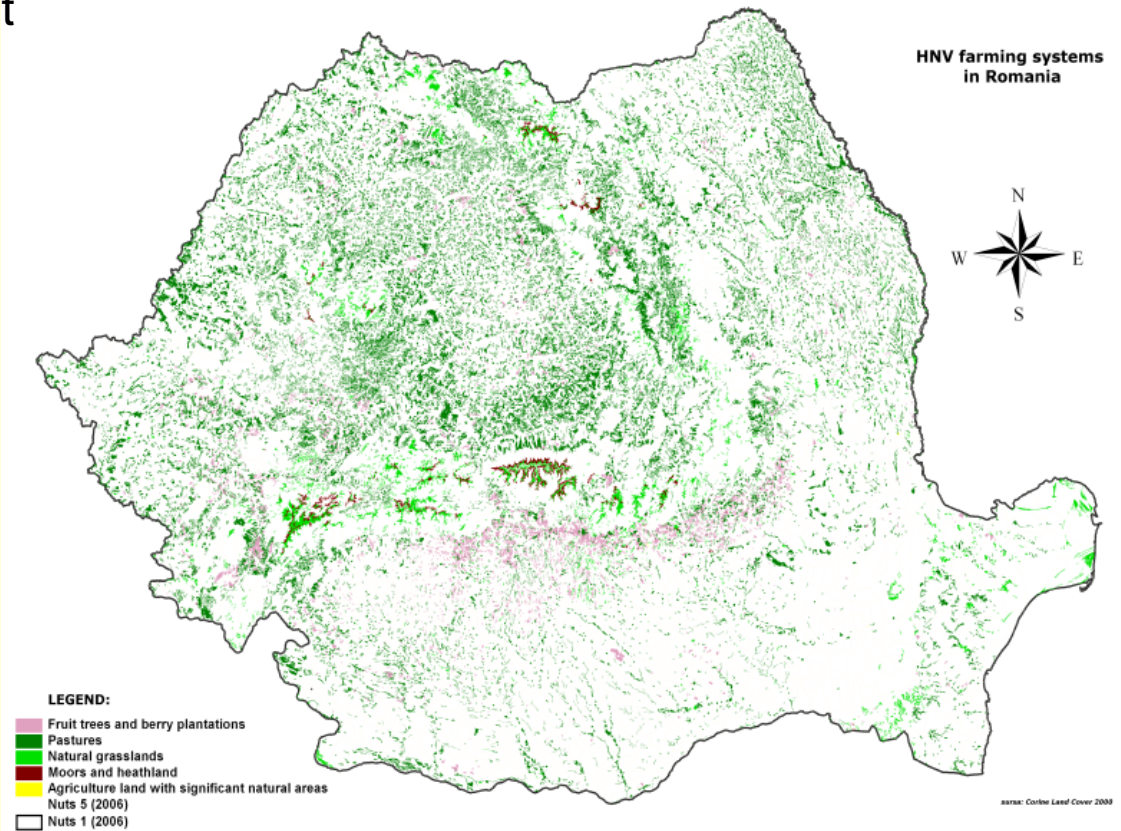 t
HNV farming systems
in Romania
N
W
E
S
LEGEND:
Fruit trees and berry plantations
Pastures
Natural grasslands
Moors and heathland
Agriculture land with significant natural areas
Nuts 5 (2006)
Nuts 1 (2006)
sursa: Corine Land Cover 2000